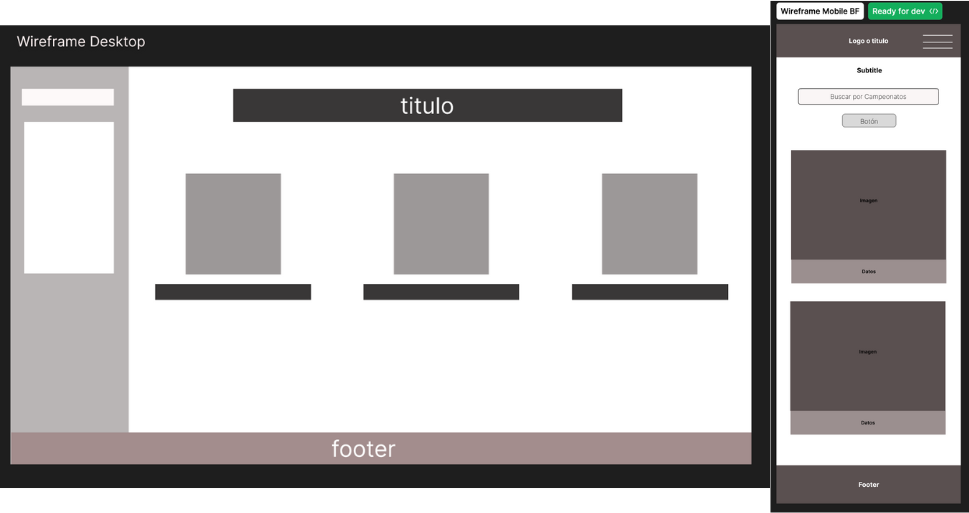 Wireframe Desktop
titulo
footer
Wireframe Mobile BF
Ready for dev
Logo o titulo
Subtitle
Buscar por Campeonatos
Botón
Imagen
Datos
Imagen
Datos
Footer